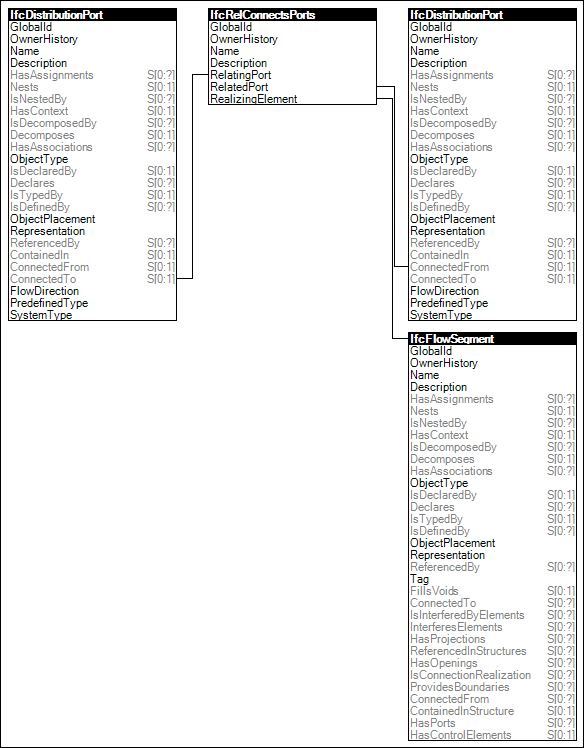 IfcDistributionPort
GlobalId
OwnerHistory
Name
Description
HasAssignments S[0:?]
Nests S[0:1]
IsNestedBy S[0:?]
HasContext S[0:1]
IsDecomposedBy S[0:?]
Decomposes S[0:1]
HasAssociations S[0:?]
ObjectType
IsDeclaredBy S[0:1]
Declares S[0:?]
IsTypedBy S[0:1]
IsDefinedBy S[0:?]
ObjectPlacement
Representation
ReferencedBy S[0:?]
ContainedIn S[0:1]
ConnectedFrom S[0:1]
ConnectedTo S[0:1]
FlowDirection
PredefinedType
SystemType
IfcRelConnectsPorts
GlobalId
OwnerHistory
Name
Description
RelatingPort
RelatedPort
RealizingElement
IfcDistributionPort
GlobalId
OwnerHistory
Name
Description
HasAssignments S[0:?]
Nests S[0:1]
IsNestedBy S[0:?]
HasContext S[0:1]
IsDecomposedBy S[0:?]
Decomposes S[0:1]
HasAssociations S[0:?]
ObjectType
IsDeclaredBy S[0:1]
Declares S[0:?]
IsTypedBy S[0:1]
IsDefinedBy S[0:?]
ObjectPlacement
Representation
ReferencedBy S[0:?]
ContainedIn S[0:1]
ConnectedFrom S[0:1]
ConnectedTo S[0:1]
FlowDirection
PredefinedType
SystemType
IfcFlowSegment
GlobalId
OwnerHistory
Name
Description
HasAssignments S[0:?]
Nests S[0:1]
IsNestedBy S[0:?]
HasContext S[0:1]
IsDecomposedBy S[0:?]
Decomposes S[0:1]
HasAssociations S[0:?]
ObjectType
IsDeclaredBy S[0:1]
Declares S[0:?]
IsTypedBy S[0:1]
IsDefinedBy S[0:?]
ObjectPlacement
Representation
ReferencedBy S[0:?]
Tag
FillsVoids S[0:1]
ConnectedTo S[0:?]
IsInterferedByElements S[0:?]
InterferesElements S[0:?]
HasProjections S[0:?]
ReferencedInStructures S[0:?]
HasOpenings S[0:?]
IsConnectionRealization S[0:?]
ProvidesBoundaries S[0:?]
ConnectedFrom S[0:?]
ContainedInStructure S[0:1]
HasPorts S[0:?]
HasControlElements S[0:1]